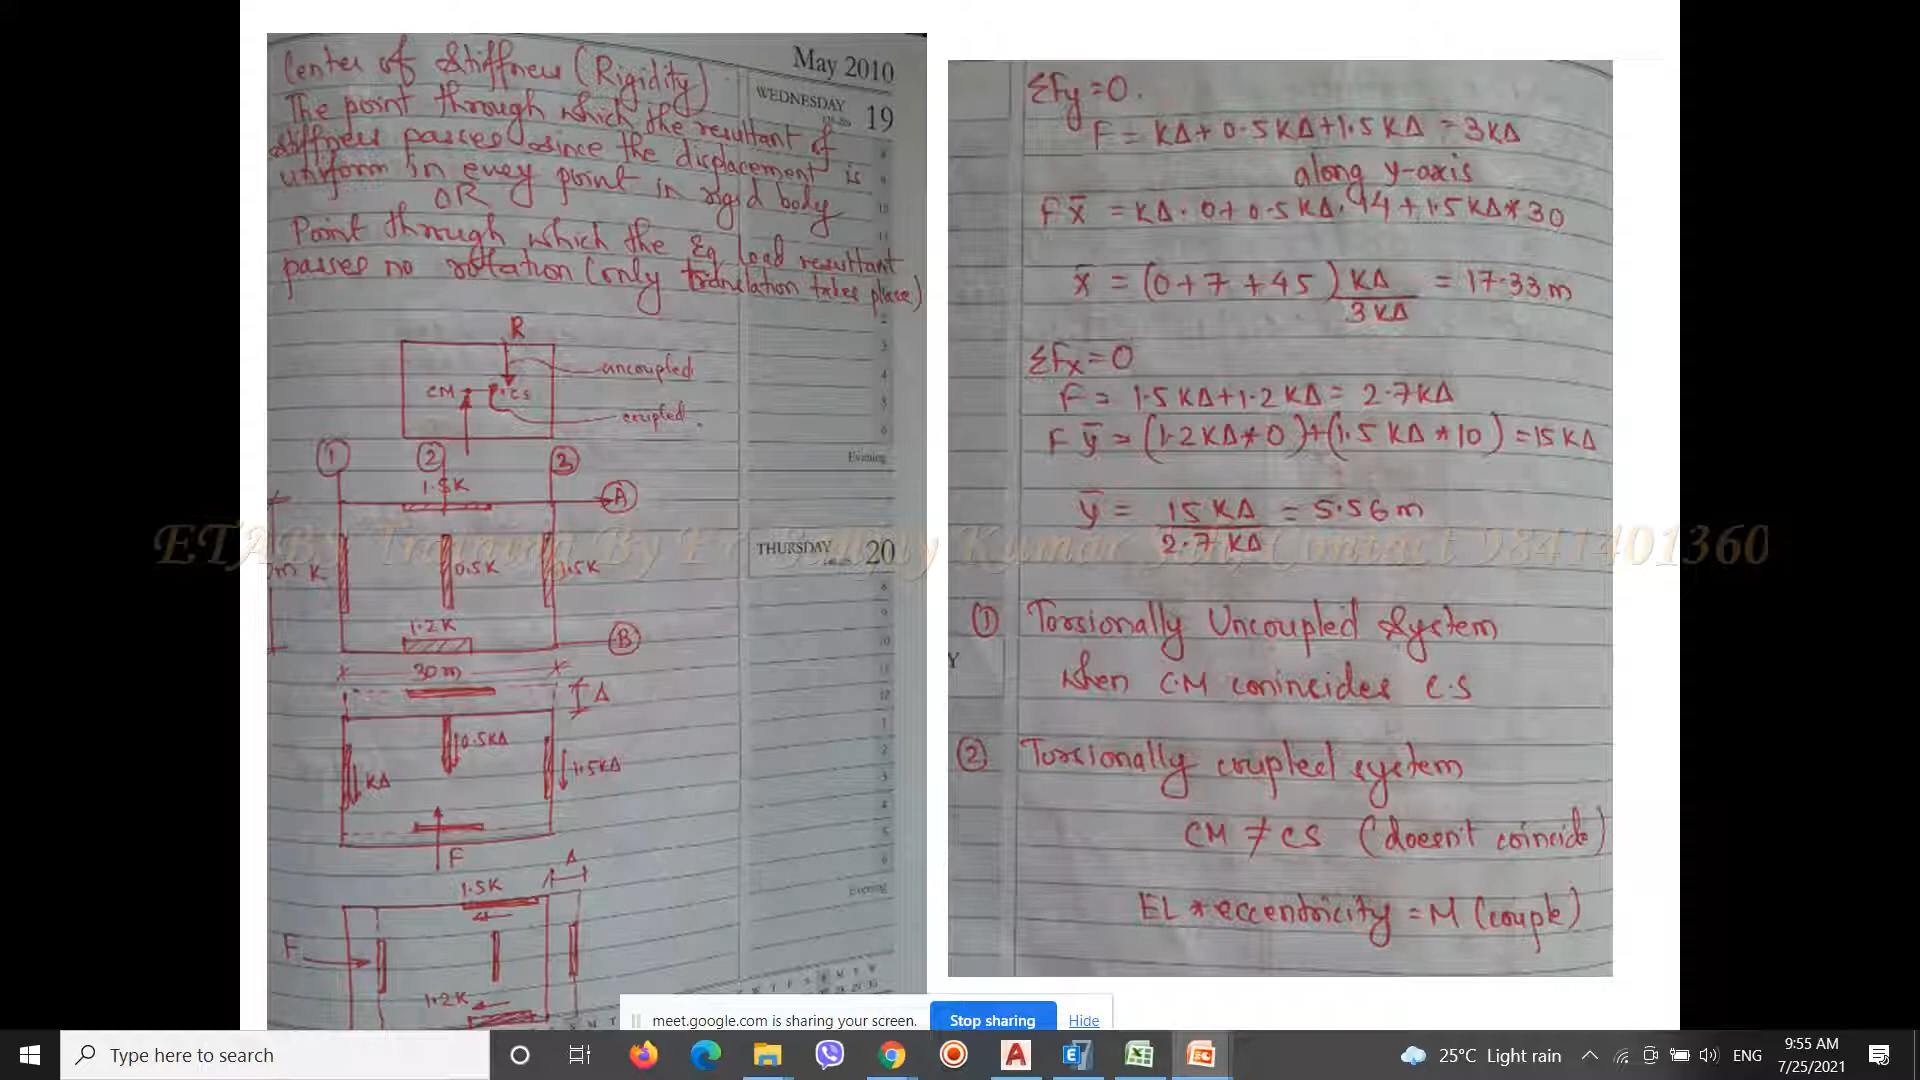 May 2010
WEDNESDAY 19
Center of Stiffness (Rigidity)
The point through which the resultant of
stiffness passes since the displacement is
uniform in every point in rigid body
OR
Point through which the Eq load resultant
passes no rotation (only translation takes place)
R
uncoupled
CM CS
coupled
Evening
1 2 3
1.5K
A
THURSDAY 20
m K 0.5K 1.5K
1.2K
B
30m
Δ
0.5KΔ
KΔ 1.5KΔ
F
Δ
1.5K
F
1.2K
Evening
ΣFy=0.
F = KΔ+0.5KΔ+1.5KΔ = 3KΔ
along y-axis
F x̄ = KΔ.0+0.5KΔ.14+1.5KΔ*30
x̄ = (0+7+45) KΔ = 17.33m
3KΔ
ΣFx=0
F= 1.5KΔ+1.2KΔ= 2.7KΔ
F ȳ = (1.2KΔ*0)+(1.5KΔ*10)=15KΔ
ȳ = 15KΔ = 5.56m
2.7KΔ
① Torsionally Uncoupled System
when C.M conincides C.S
② Torsionally coupled system
CM ≠ CS (doesn't coincide)
EL * eccentricity = M (couple)
Contact 9841401360
meet.google.com is sharing your screen. Stop sharing Hide
Type here to search
25°C Light rain
ENG
9:55 AM
7/25/2021